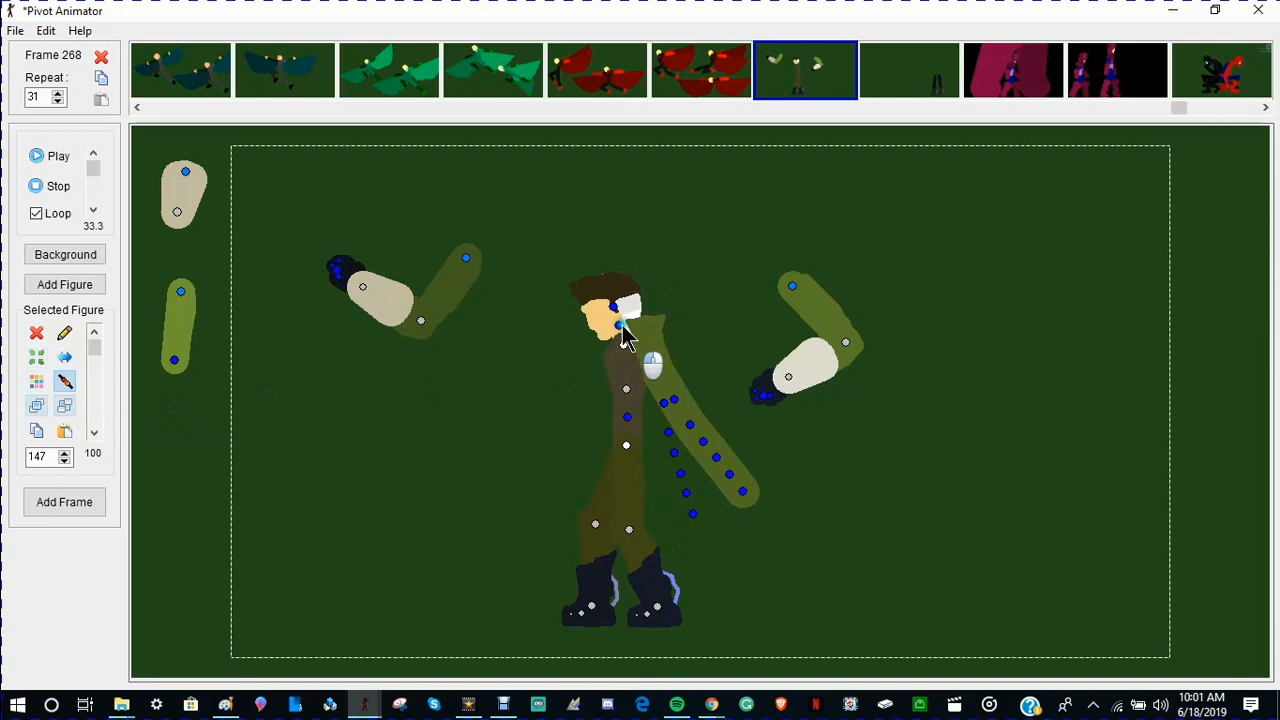 *Pivot Animator
File Edit Help
Frame 268
Repeat :
31
Play
Stop
Loop
33.3
Background
Add Figure
Selected Figure
147 100
Add Frame
10:01 AM
6/18/2019